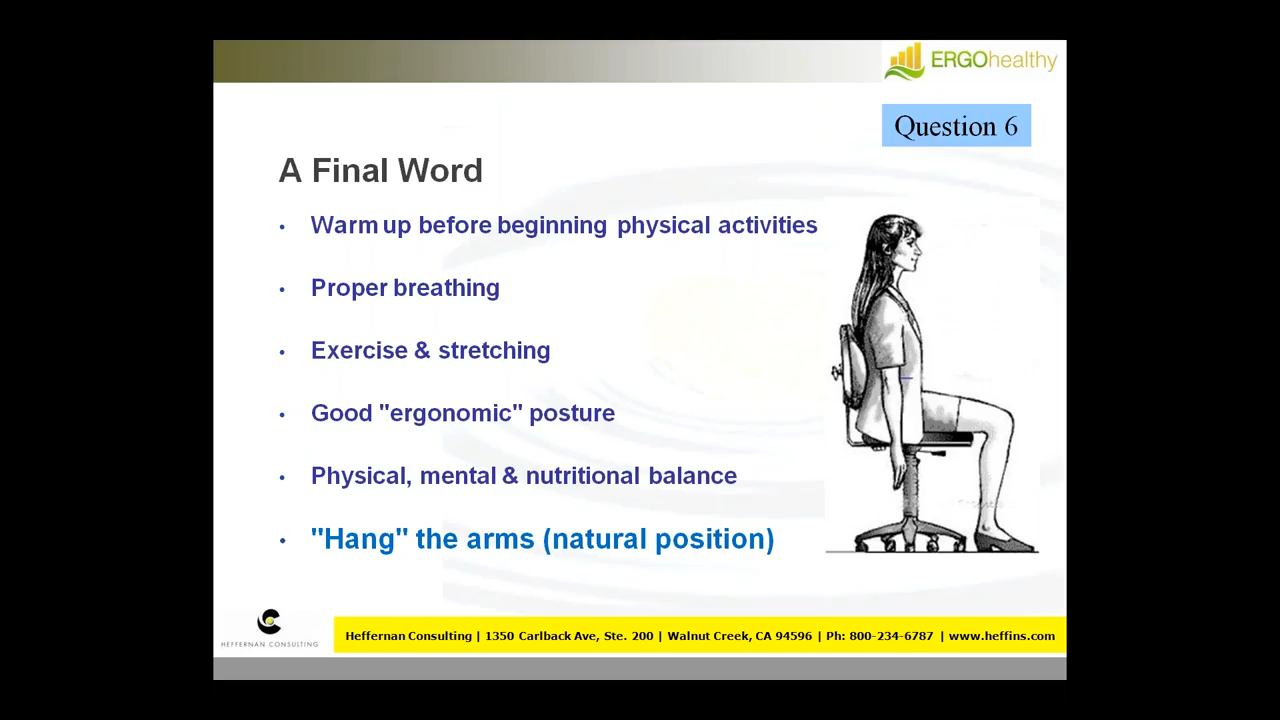 ERGOhealthy
Question 6
A Final Word
• Warm up before beginning physical activities
• Proper breathing
• Exercise & stretching
• Good "ergonomic" posture
• Physical, mental & nutritional balance
• "Hang" the arms (natural position)
HEFFERNAN CONSULTING
Heffernan Consulting | 1350 Carlback Ave, Ste. 200 | Walnut Creek, CA 94596 | Ph: 800-234-6787 | www.heffins.com